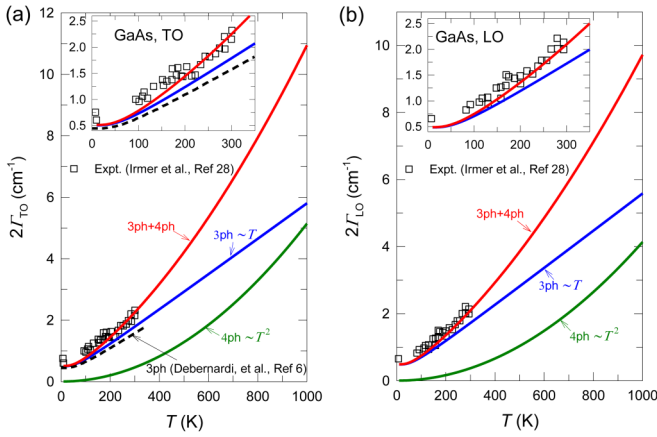 (a)
12
10
8
6
4
2
0
2Γ_TO (cm⁻¹)
GaAs, TO
2.5
2.0
1.5
1.0
0.5
0 100 200 300
Expt. (Irmer et al., Ref 28)
3ph+4ph
3ph ~ T
4ph ~ T²
3ph (Debernardi, et al., Ref 6)
0 200 400 600 800 1000
T (K)
(b)
10
8
6
4
2
0
2Γ_LO (cm⁻¹)
GaAs, LO
2.5
2.0
1.5
1.0
0.5
0 100 200 300
Expt. (Irmer et al., Ref 28)
3ph+4ph
3ph ~ T
4ph ~ T²
0 200 400 600 800 1000
T (K)